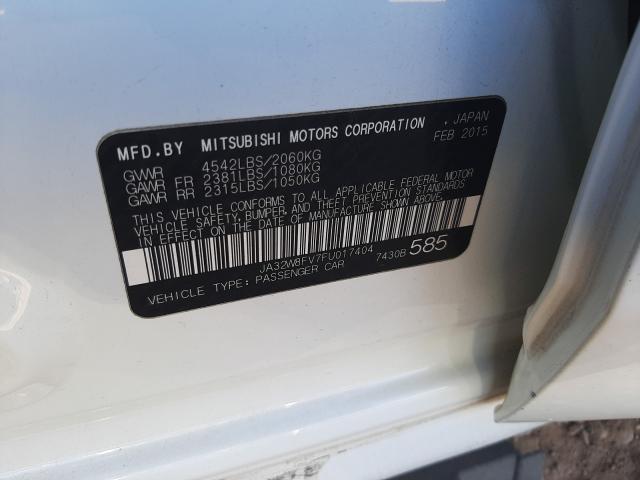 MFD. BY MITSUBISHI MOTORS CORPORATION , JAPAN
FEB 2015
GVWR 4542LBS/2060KG
GAWR FR 2381LBS/1080KG
GAWR RR 2315LBS/1050KG
THIS VEHICLE CONFORMS TO ALL APPLICABLE FEDERAL MOTOR
VEHICLE SAFETY, BUMPER, AND THEFT PREVENTION STANDARDS
IN EFFECT ON THE DATE OF MANUFACTURE SHOWN ABOVE.
JA32W8FV7FU017404 7430B 585
VEHICLE TYPE: PASSENGER CAR